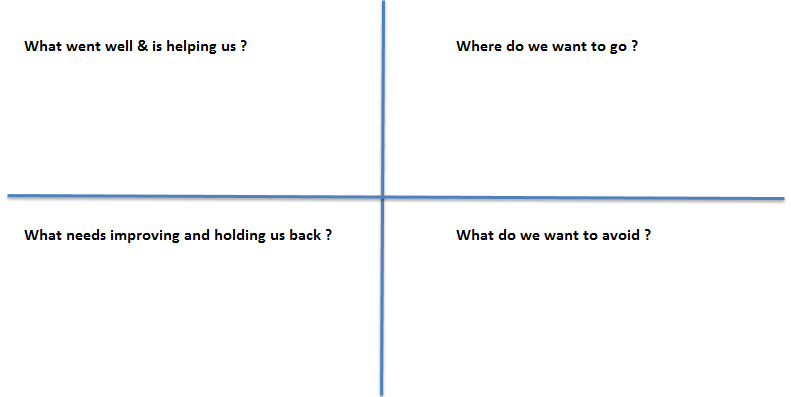 What went well & is helping us ?
Where do we want to go ?
What needs improving and holding us back ?
What do we want to avoid ?